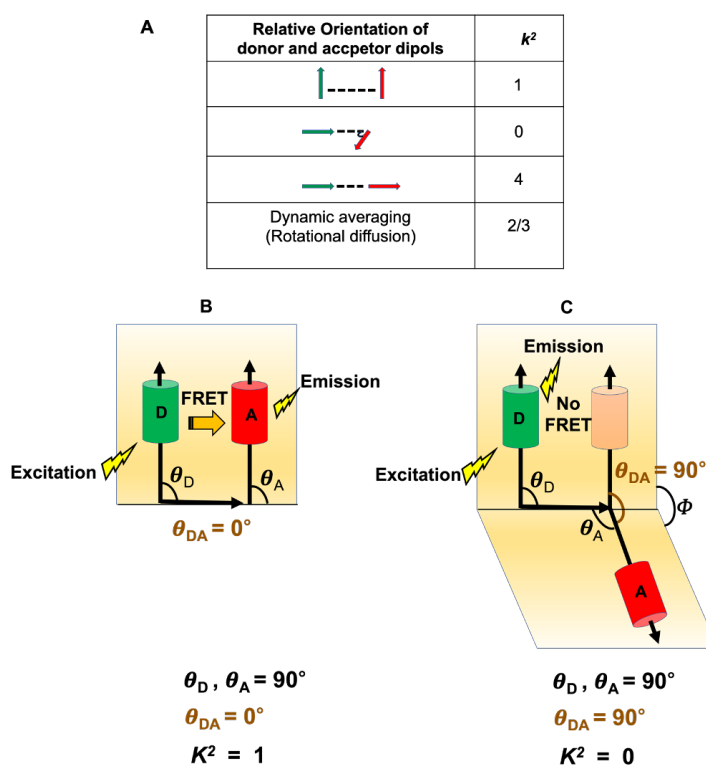 A
Relative Orientation of
donor and accpetor dipols
k²
1
0
4
Dynamic averaging
(Rotational diffusion)
2/3
B
D
FRET
A
Emission
Excitation
θD
θA
θDA = 0°
θD , θA = 90°
θDA = 0°
K² = 1
C
Emission
D
No
FRET
Excitation
θD
θDA = 90°
θA
Φ
A
θD , θA = 90°
θDA = 90°
K² = 0